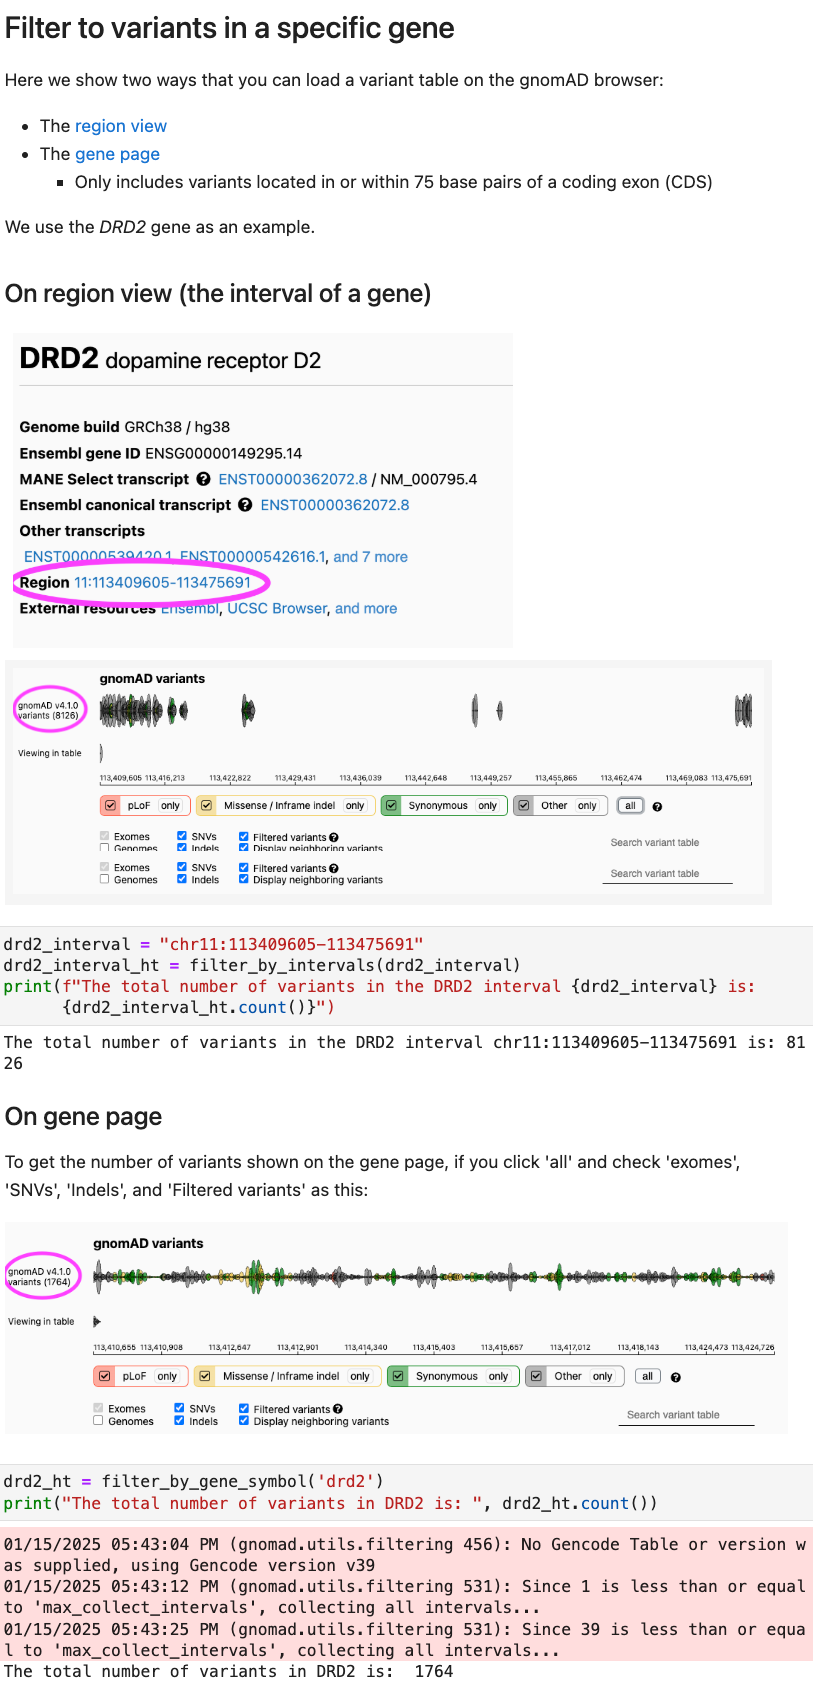 Filter to variants in a specific gene
Here we show two ways that you can load a variant table on the gnomAD browser:
The region view
The gene page
Only includes variants located in or within 75 base pairs of a coding exon (CDS)
We use the DRD2 gene as an example.
On region view (the interval of a gene)
DRD2 dopamine receptor D2
Genome build GRCh38 / hg38
Ensembl gene ID ENSG00000149295.14
MANE Select transcript ? ENST00000362072.8 / NM_000795.4
Ensembl canonical transcript ? ENST00000362072.8
Other transcripts
ENST00000539420.1, ENST00000542616.1, and 7 more
Region 11:113409605-113475691
External resources Ensembl, UCSC Browser, and more
gnomAD variants
gnomAD v4.1.0
variants (8126)
Viewing in table
113,409,605 113,416,213 113,422,822 113,429,431 113,436,039 113,442,648 113,449,257 113,455,865 113,462,474 113,469,083 113,475,691
pLoF only Missense / Inframe indel only Synonymous only Other only all ?
Exomes SNVs Filtered variants ?
Genomes Indels Display neighboring variants
Search variant table
Exomes SNVs Filtered variants ?
Genomes Indels Display neighboring variants
Search variant table
drd2_interval = "chr11:113409605-113475691"
drd2_interval_ht = filter_by_intervals(drd2_interval)
print(f"The total number of variants in the DRD2 interval {drd2_interval} is:
{drd2_interval_ht.count()}")
The total number of variants in the DRD2 interval chr11:113409605-113475691 is: 81
26
On gene page
To get the number of variants shown on the gene page, if you click 'all' and check 'exomes',
'SNVs', 'Indels', and 'Filtered variants' as this:
gnomAD variants
gnomAD v4.1.0
variants (1764)
Viewing in table
113,410,655 113,410,908 113,412,647 113,412,901 113,414,340 113,415,403 113,415,657 113,417,012 113,418,143 113,424,473 113,424,726
pLoF only Missense / Inframe indel only Synonymous only Other only all ?
Exomes SNVs Filtered variants ?
Genomes Indels Display neighboring variants
Search variant table
drd2_ht = filter_by_gene_symbol('drd2')
print("The total number of variants in DRD2 is: ", drd2_ht.count())
01/15/2025 05:43:04 PM (gnomad.utils.filtering 456): No Gencode Table or version w
as supplied, using Gencode version v39
01/15/2025 05:43:12 PM (gnomad.utils.filtering 531): Since 1 is less than or equal
to 'max_collect_intervals', collecting all intervals...
01/15/2025 05:43:25 PM (gnomad.utils.filtering 531): Since 39 is less than or equa
l to 'max_collect_intervals', collecting all intervals...
The total number of variants in DRD2 is:  1764